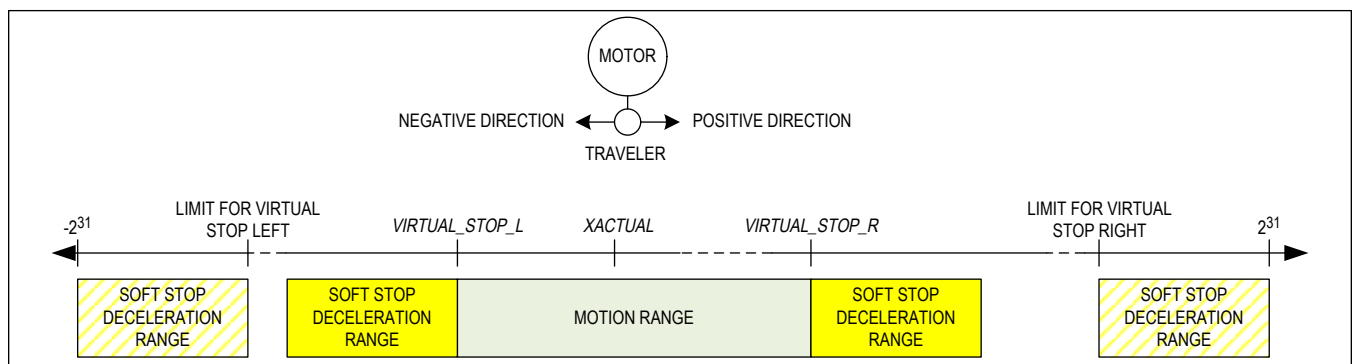 MOTOR
NEGATIVE DIRECTION
POSITIVE DIRECTION
TRAVELER
-2³¹
LIMIT FOR VIRTUAL
STOP LEFT
VIRTUAL_STOP_L
XACTUAL
VIRTUAL_STOP_R
LIMIT FOR VIRTUAL
STOP RIGHT
2³¹
SOFT STOP
DECELERATION
RANGE
SOFT STOP
DECELERATION
RANGE
MOTION RANGE
SOFT STOP
DECELERATION
RANGE
SOFT STOP
DECELERATION
RANGE